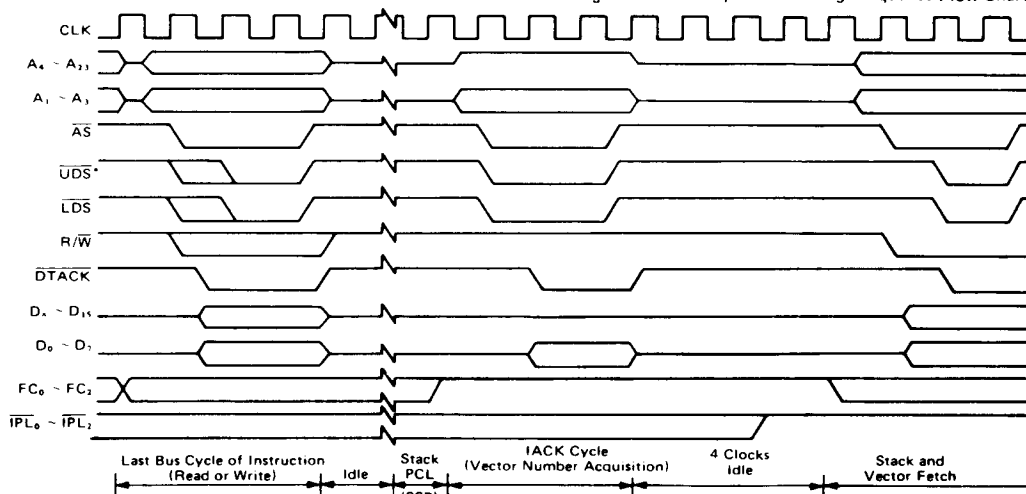 CLK
A₄ ~ A₂₃
A₁ ~ A₃
AS
UDS*
LDS
R/W
DTACK
D₈ ~ D₁₅
D₀ ~ D₇
FC₀ ~ FC₂
IPL₀ ~ IPL₂
Last Bus Cycle of Instruction
(Read or Write)
Idle
Stack
PCL
(SSP)
IACK Cycle
(Vector Number Acquisition)
4 Clocks
Idle
Stack and
Vector Fetch